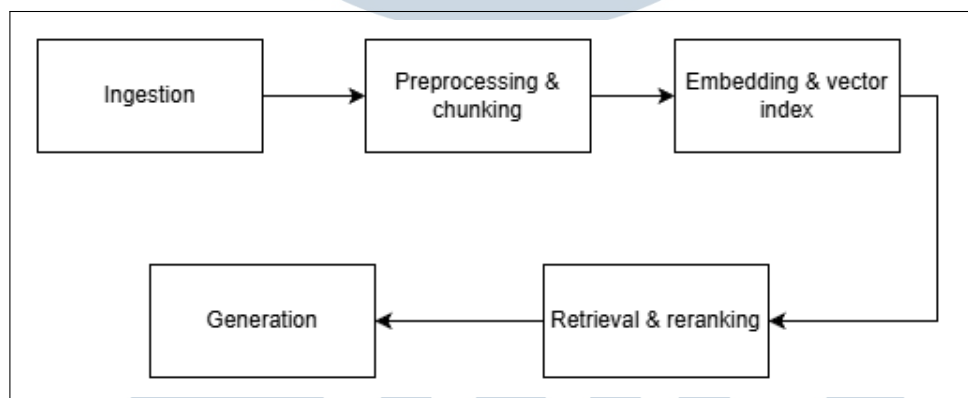 Ingestion
Preprocessing &
chunking
Embedding & vector
index
Generation
Retrieval & reranking